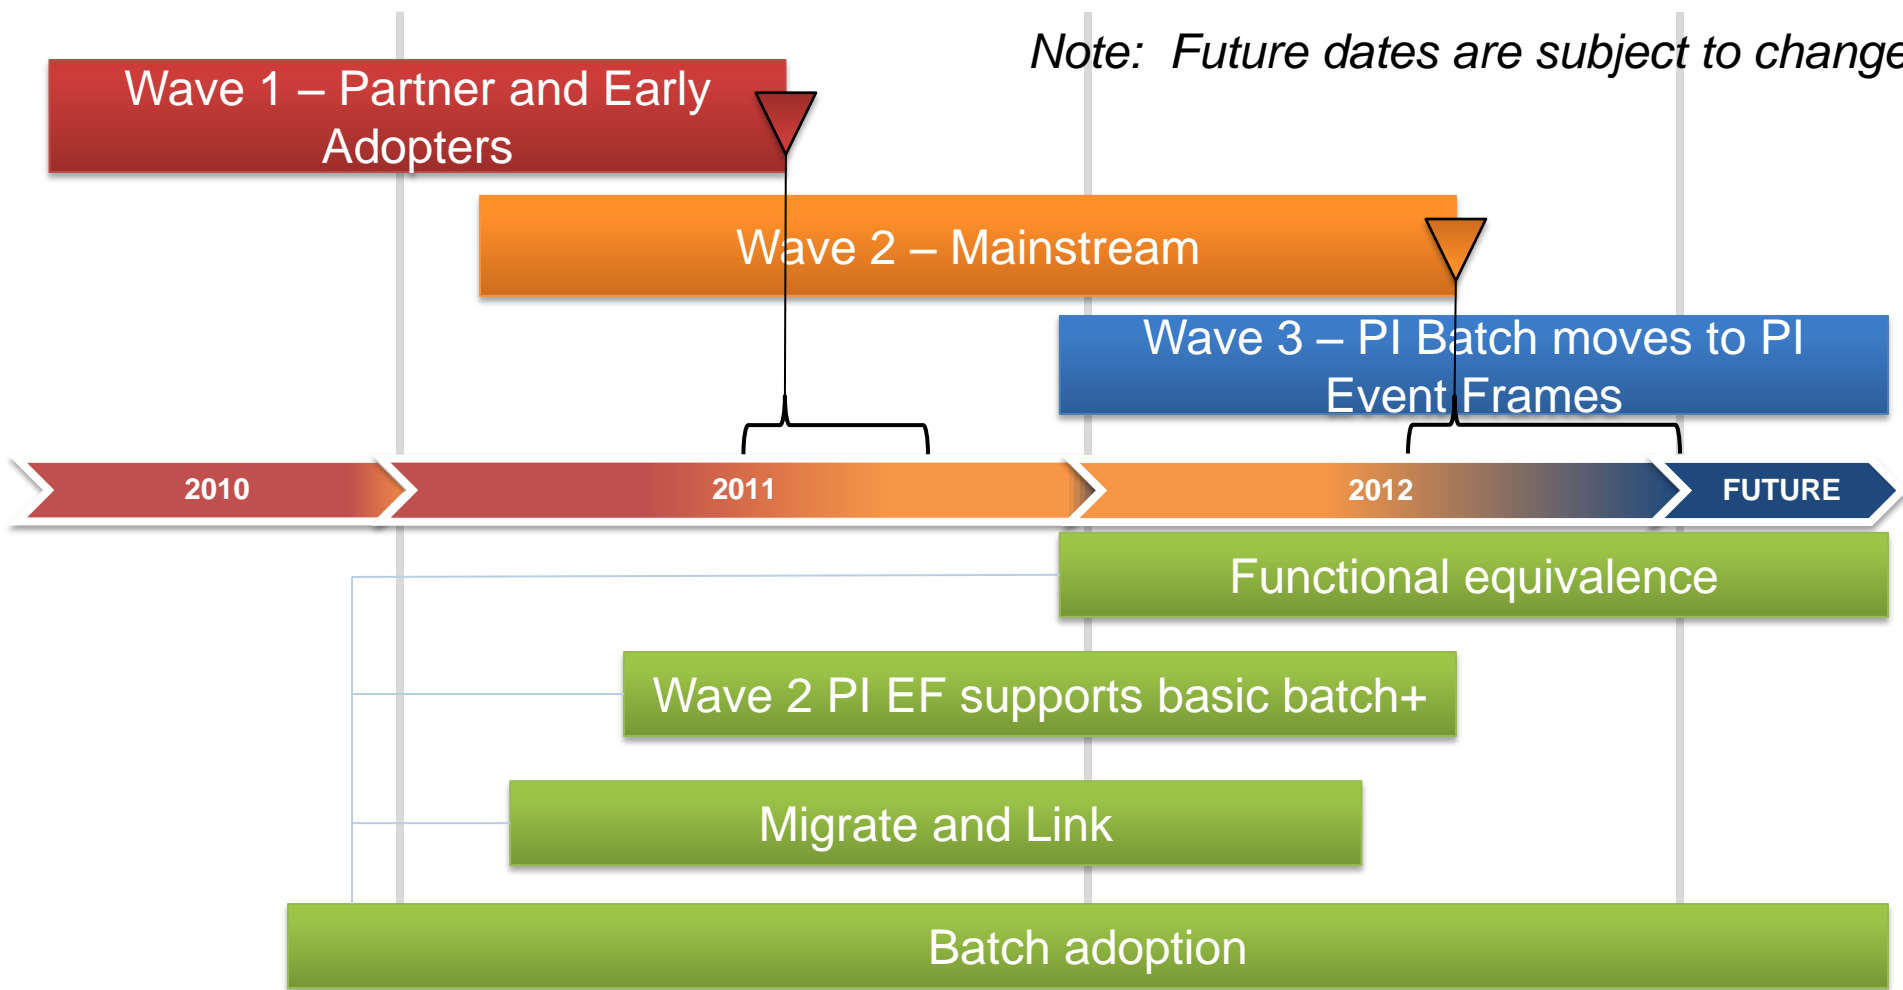 Note:  Future dates are subject to change
Wave 1 – Partner and Early
Adopters
Wave 2 – Mainstream
Wave 3 – PI Batch moves to PI
Event Frames
2010
2011
2012
FUTURE
Functional equivalence
Wave 2 PI EF supports basic batch+
Migrate and Link
Batch adoption